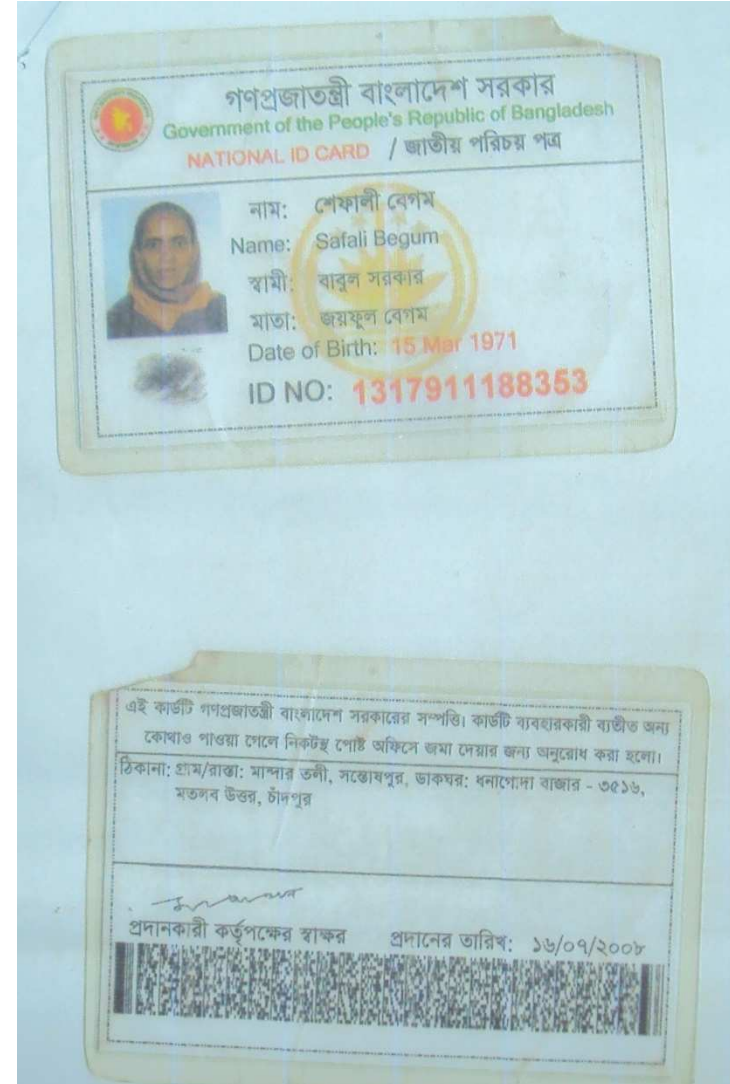 গণপ্রজাতন্ত্রী বাংলাদেশ সরকার
Government of the People's Republic of Bangladesh
NATIONAL ID CARD / জাতীয় পরিচয় পত্র
নাম: শেফালী বেগম
Name: Safali Begum
স্বামী: বাবুল সরকার
মাতা: জয়ফুল বেগম
Date of Birth: 15 Mar 1971
ID NO: 1317911188353
এই কার্ডটি গণপ্রজাতন্ত্রী বাংলাদেশ সরকারের সম্পত্তি। কার্ডটি ব্যবহারকারী ব্যতীত অন্য
কোথাও পাওয়া গেলে নিকটস্থ পোষ্ট অফিসে জমা দেয়ার জন্য অনুরোধ করা হলো।
ঠিকানা: গ্রাম/রাস্তা: মান্দার তলী, সন্তোষপুর, ডাকঘর: ধনাগোদা বাজার - ৩৫১৬,
মতলব উত্তর, চাঁদপুর
প্রদানকারী কর্তৃপক্ষের স্বাক্ষর প্রদানের তারিখ: ১৬/০৭/২০০৮